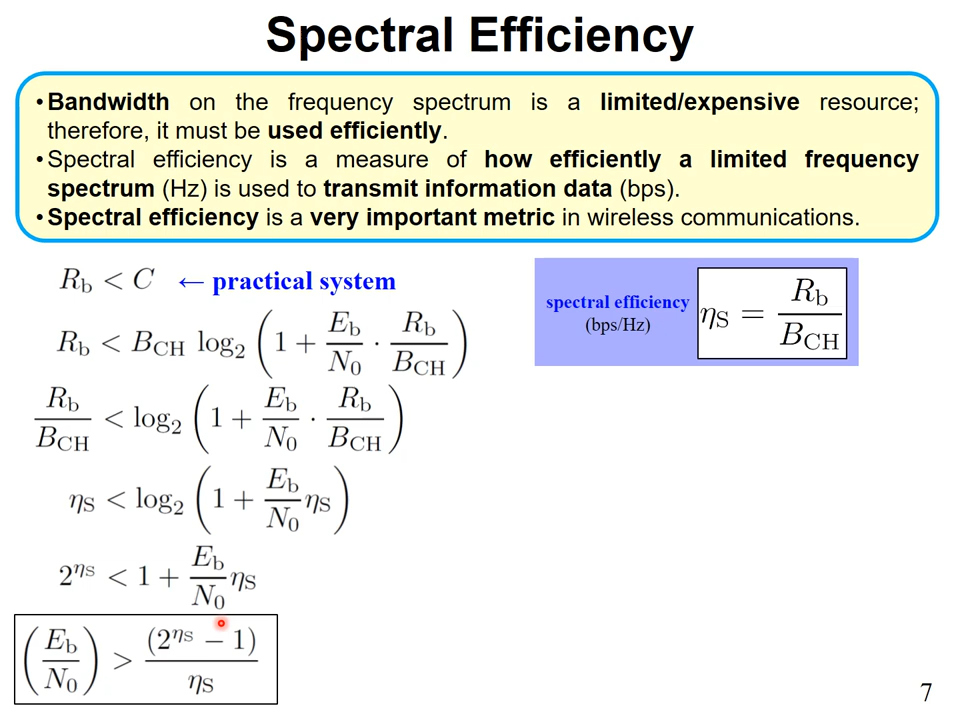 Spectral Efficiency
•Bandwidth on the frequency spectrum is a limited/expensive resource;
therefore, it must be used efficiently.
•Spectral efficiency is a measure of how efficiently a limited frequency
spectrum (Hz) is used to transmit information data (bps).
•Spectral efficiency is a very important metric in wireless communications.
R_b < C ← practical system
R_b < B_CH log_2 (1 + E_b/N_0 · R_b/B_CH)
R_b/B_CH < log_2 (1 + E_b/N_0 · R_b/B_CH)
η_S < log_2 (1 + E_b/N_0 η_S)
2^{η_S} < 1 + E_b/N_0 η_S
(E_b/N_0) > (2^{η_S} − 1)/η_S
spectral efficiency
(bps/Hz)
η_S = R_b/B_CH
7